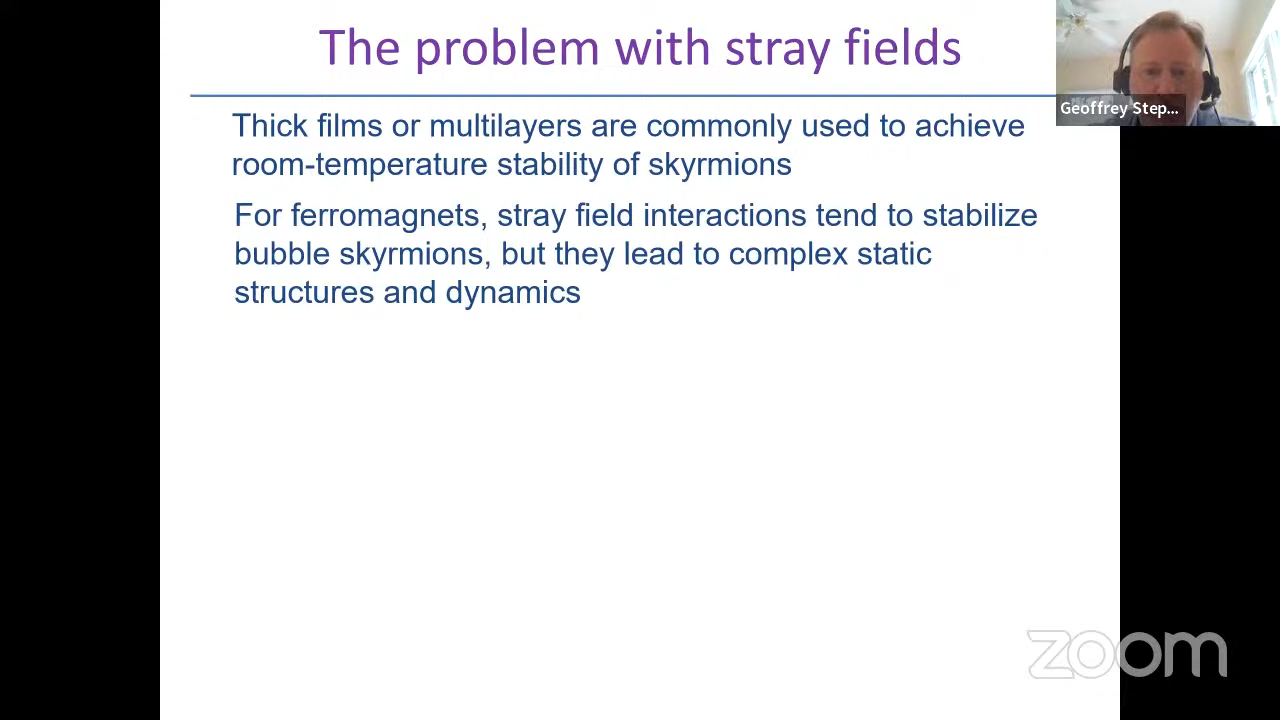 The problem with stray fields
Geoffrey Step...
Thick films or multilayers are commonly used to achieve
room-temperature stability of skyrmions
For ferromagnets, stray field interactions tend to stabilize
bubble skyrmions, but they lead to complex static
structures and dynamics
zoom